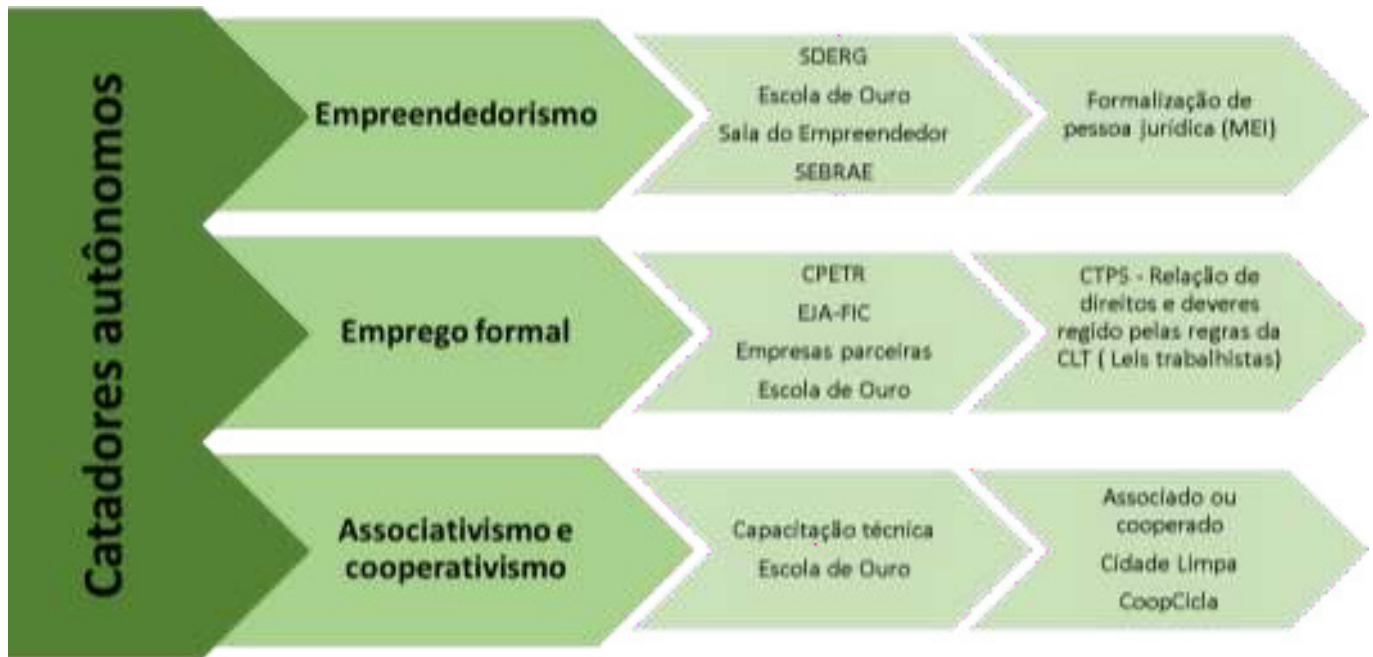 Catadores autônomos
Empreendedorismo
SDERG
Escola de Ouro
Sala do Empreendedor
SEBRAE
Formalização de
pessoa jurídica (MEI)
Emprego formal
CPETR
EJA-FIC
Empresas parceiras
Escola de Ouro
CTPS - Relação de
direitos e deveres
regido pelas regras da
CLT ( Leis trabalhistas)
Associativismo e
cooperativismo
Capacitação técnica
Escola de Ouro
Associado ou
cooperado
Cidade Limpa
CoopCicla